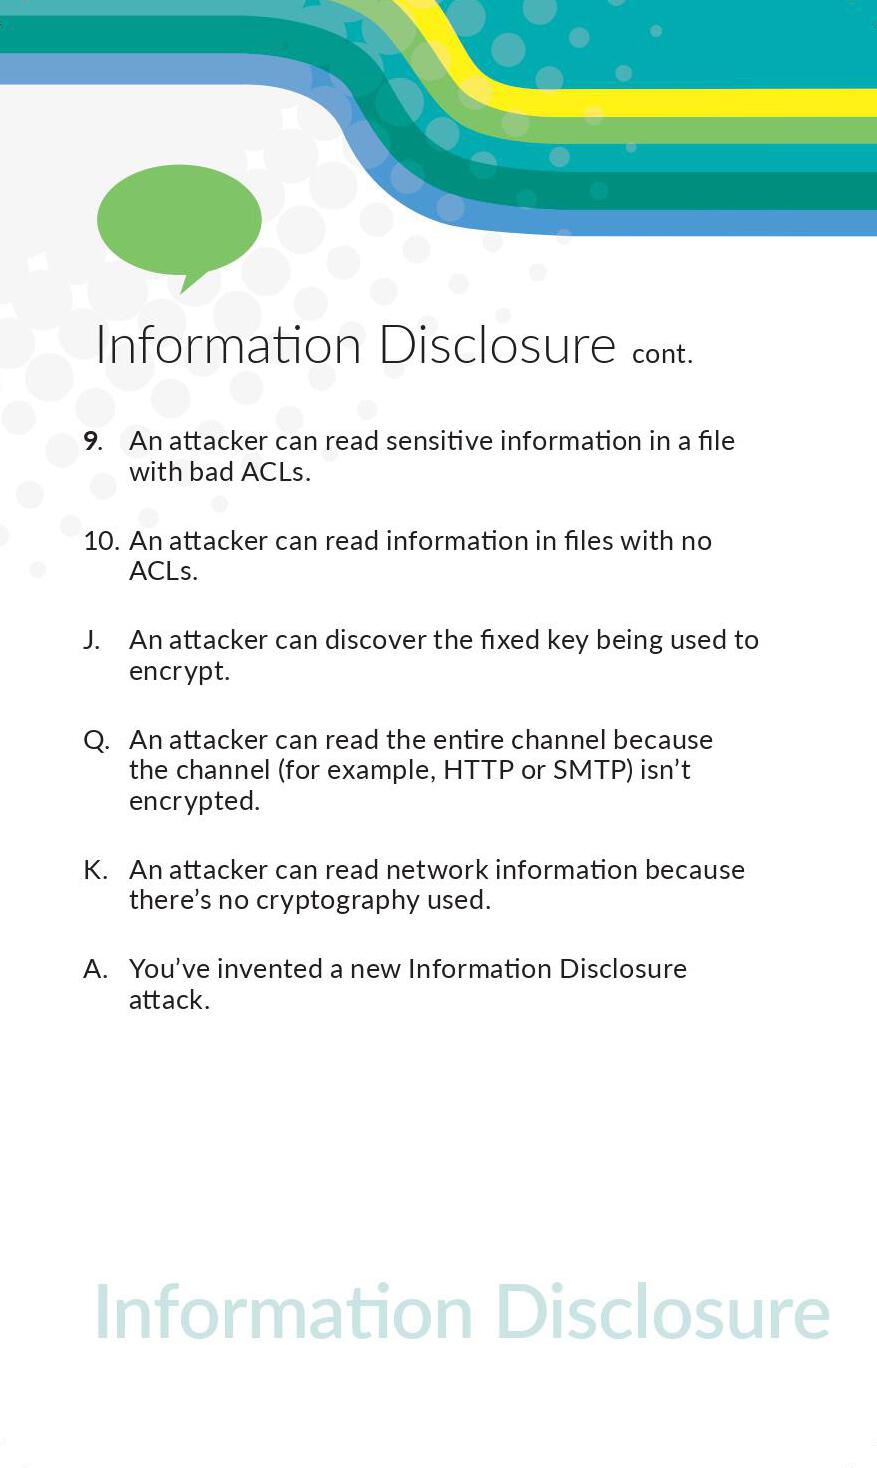 Information Disclosure cont.
9. An attacker can read sensitive information in a file
with bad ACLs.
10. An attacker can read information in files with no
ACLs.
J. An attacker can discover the fixed key being used to
encrypt.
Q. An attacker can read the entire channel because
the channel (for example, HTTP or SMTP) isn’t
encrypted.
K. An attacker can read network information because
there’s no cryptography used.
A. You’ve invented a new Information Disclosure
attack.
Information Disclosure